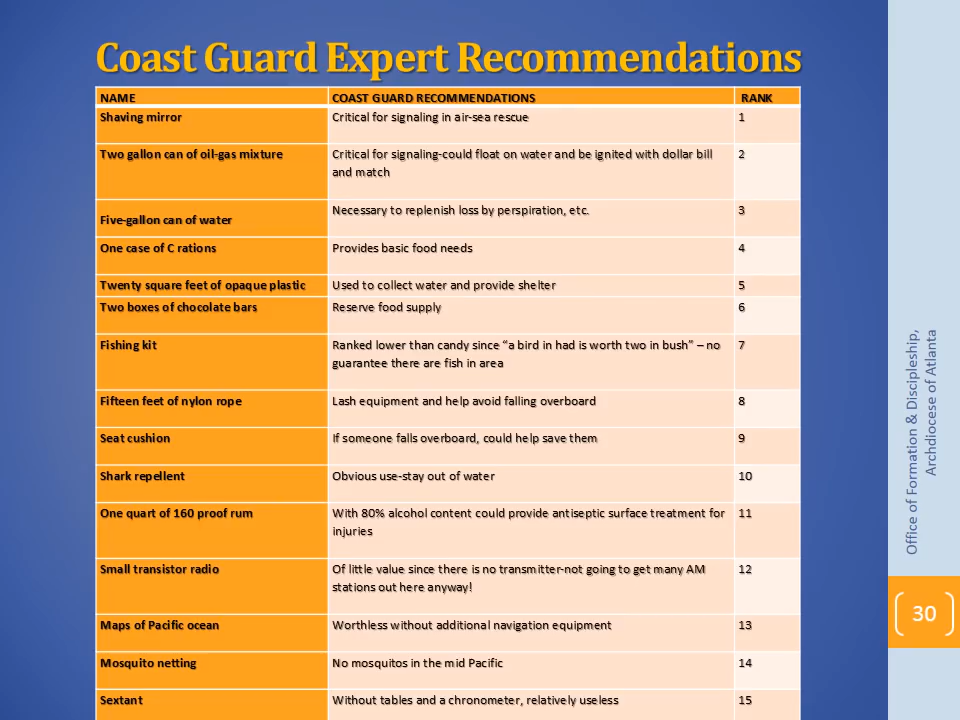 Coast Guard Expert Recommendations
NAME COAST GUARD RECOMMENDATIONS RANK
Shaving mirror Critical for signaling in air-sea rescue 1
Two gallon can of oil-gas mixture Critical for signaling-could float on water and be ignited with dollar bill 2
and match
Five-gallon can of water Necessary to replenish loss by perspiration, etc. 3
One case of C rations Provides basic food needs 4
Twenty square feet of opaque plastic Used to collect water and provide shelter 5
Two boxes of chocolate bars Reserve food supply 6
Fishing kit Ranked lower than candy since “a bird in had is worth two in bush” – no 7
guarantee there are fish in area
Fifteen feet of nylon rope Lash equipment and help avoid falling overboard 8
Seat cushion If someone falls overboard, could help save them 9
Shark repellent Obvious use-stay out of water 10
One quart of 160 proof rum With 80% alcohol content could provide antiseptic surface treatment for 11
injuries
Small transistor radio Of little value since there is no transmitter-not going to get many AM 12
stations out here anyway!
Maps of Pacific ocean Worthless without additional navigation equipment 13
Mosquito netting No mosquitos in the mid Pacific 14
Sextant Without tables and a chronometer, relatively useless 15
Office of Formation & Discipleship,
Archdiocese of Atlanta
30